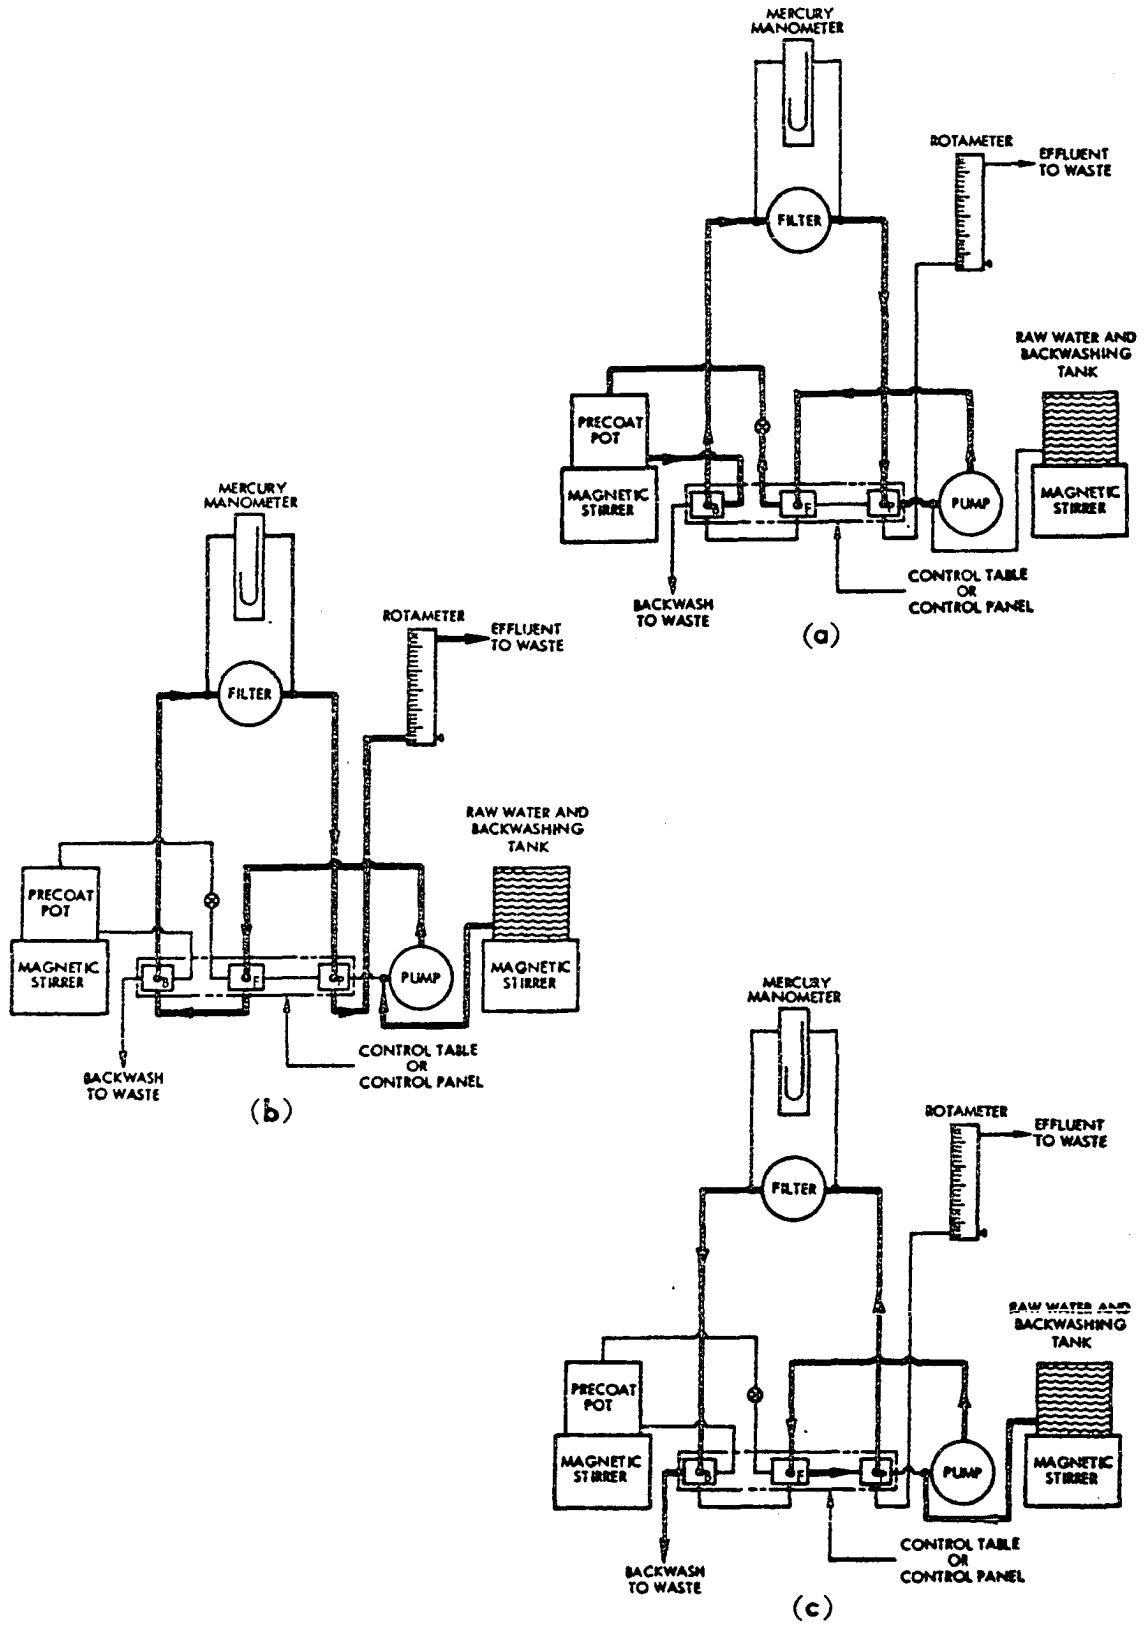 MERCURY
MANOMETER
ROTAMETER
EFFLUENT
TO WASTE
FILTER
RAW WATER AND
BACKWASHING
TANK
PRECOAT
POT
MAGNETIC
STIRRER
B
F
P
PUMP
MAGNETIC
STIRRER
BACKWASH
TO WASTE
CONTROL TABLE
OR
CONTROL PANEL
(a)
MERCURY
MANOMETER
ROTAMETER
EFFLUENT
TO WASTE
FILTER
RAW WATER AND
BACKWASHING
TANK
PRECOAT
POT
MAGNETIC
STIRRER
B
F
P
PUMP
MAGNETIC
STIRRER
BACKWASH
TO WASTE
CONTROL TABLE
OR
CONTROL PANEL
(b)
MERCURY
MANOMETER
ROTAMETER
EFFLUENT
TO WASTE
FILTER
RAW WATER AND
BACKWASHING
TANK
PRECOAT
POT
MAGNETIC
STIRRER
B
F
P
PUMP
MAGNETIC
STIRRER
BACKWASH
TO WASTE
CONTROL TABLE
OR
CONTROL PANEL
(c)